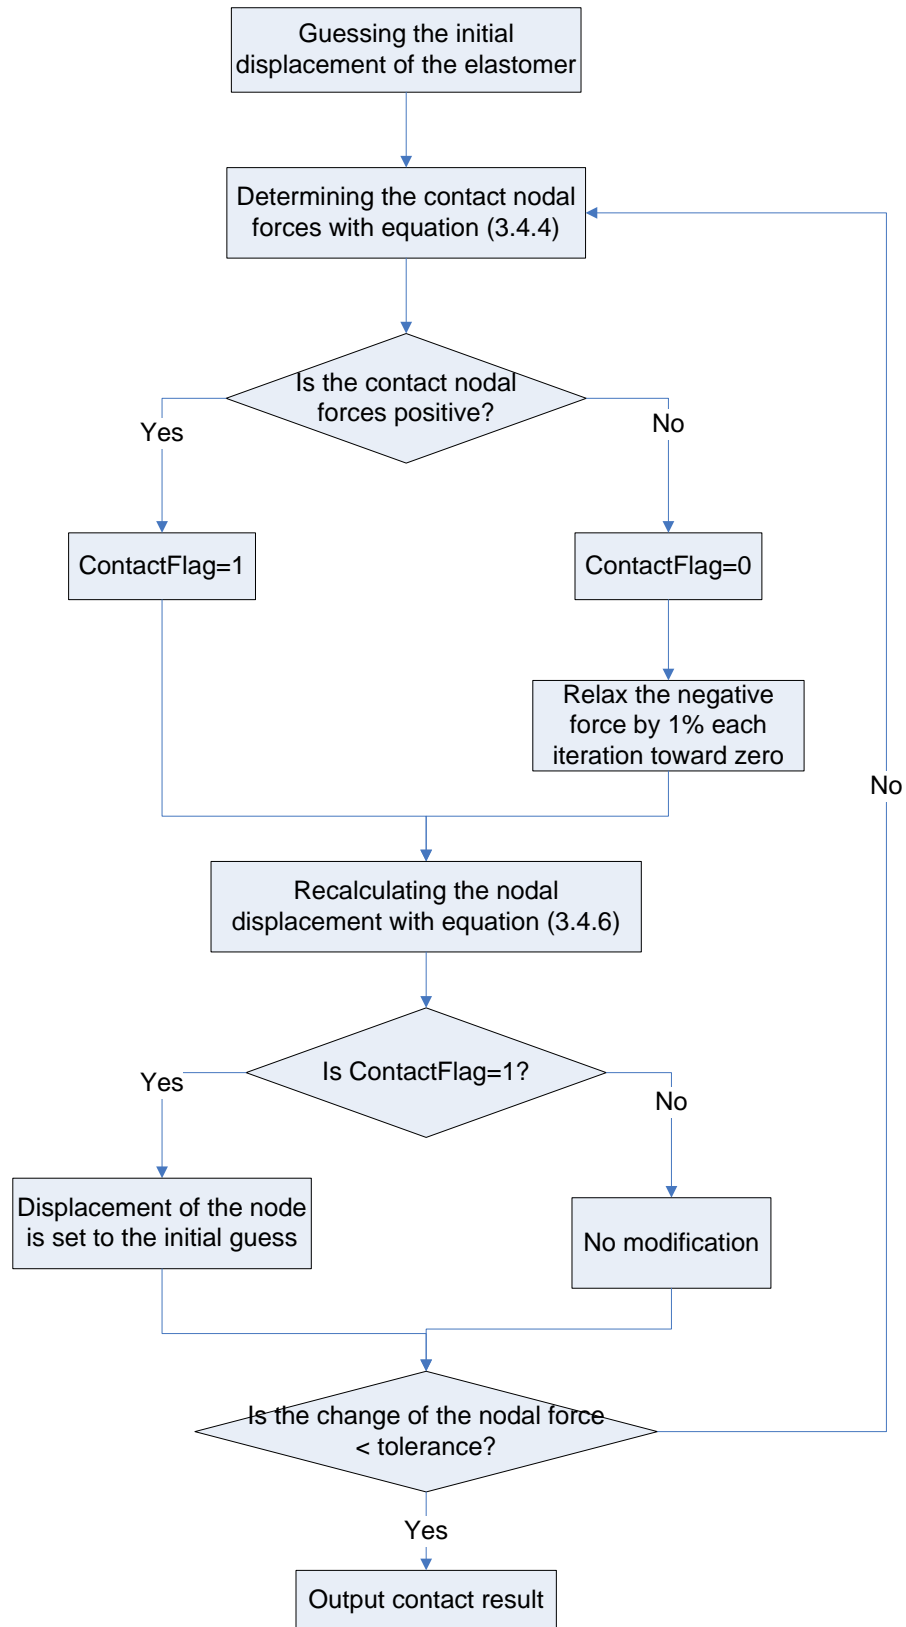 Guessing the initial
displacement of the elastomer
Determining the contact nodal
forces with equation (3.4.4)
Is the contact nodal
forces positive?
Yes
No
ContactFlag=1
ContactFlag=0
Relax the negative
force by 1% each
iteration toward zero
No
Recalculating the nodal
displacement with equation (3.4.6)
Is ContactFlag=1?
Yes
No
Displacement of the node
is set to the initial guess
No modification
Is the change of the nodal force
< tolerance?
Yes
Output contact result